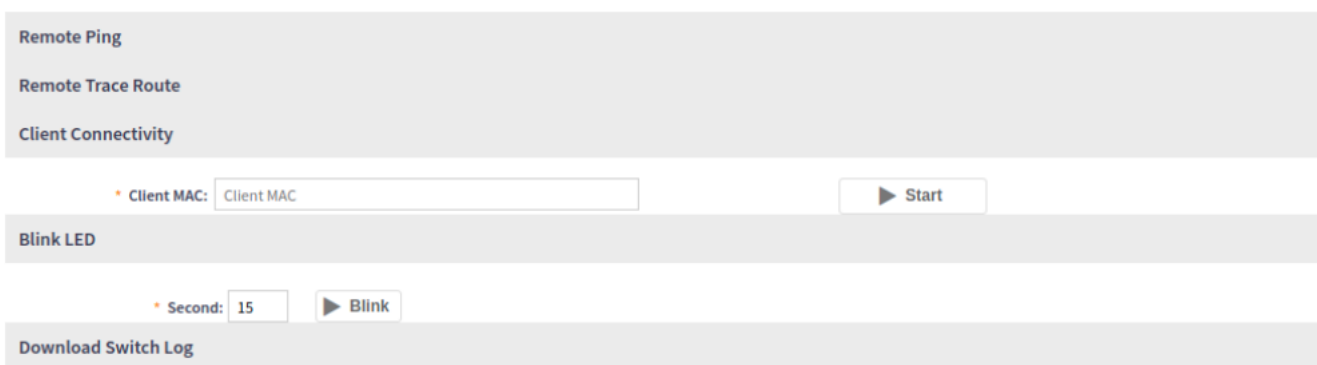 Remote Ping
Remote Trace Route
Client Connectivity
* Client MAC: Client MAC Start
Blink LED
* Second: 15 Blink
Download Switch Log